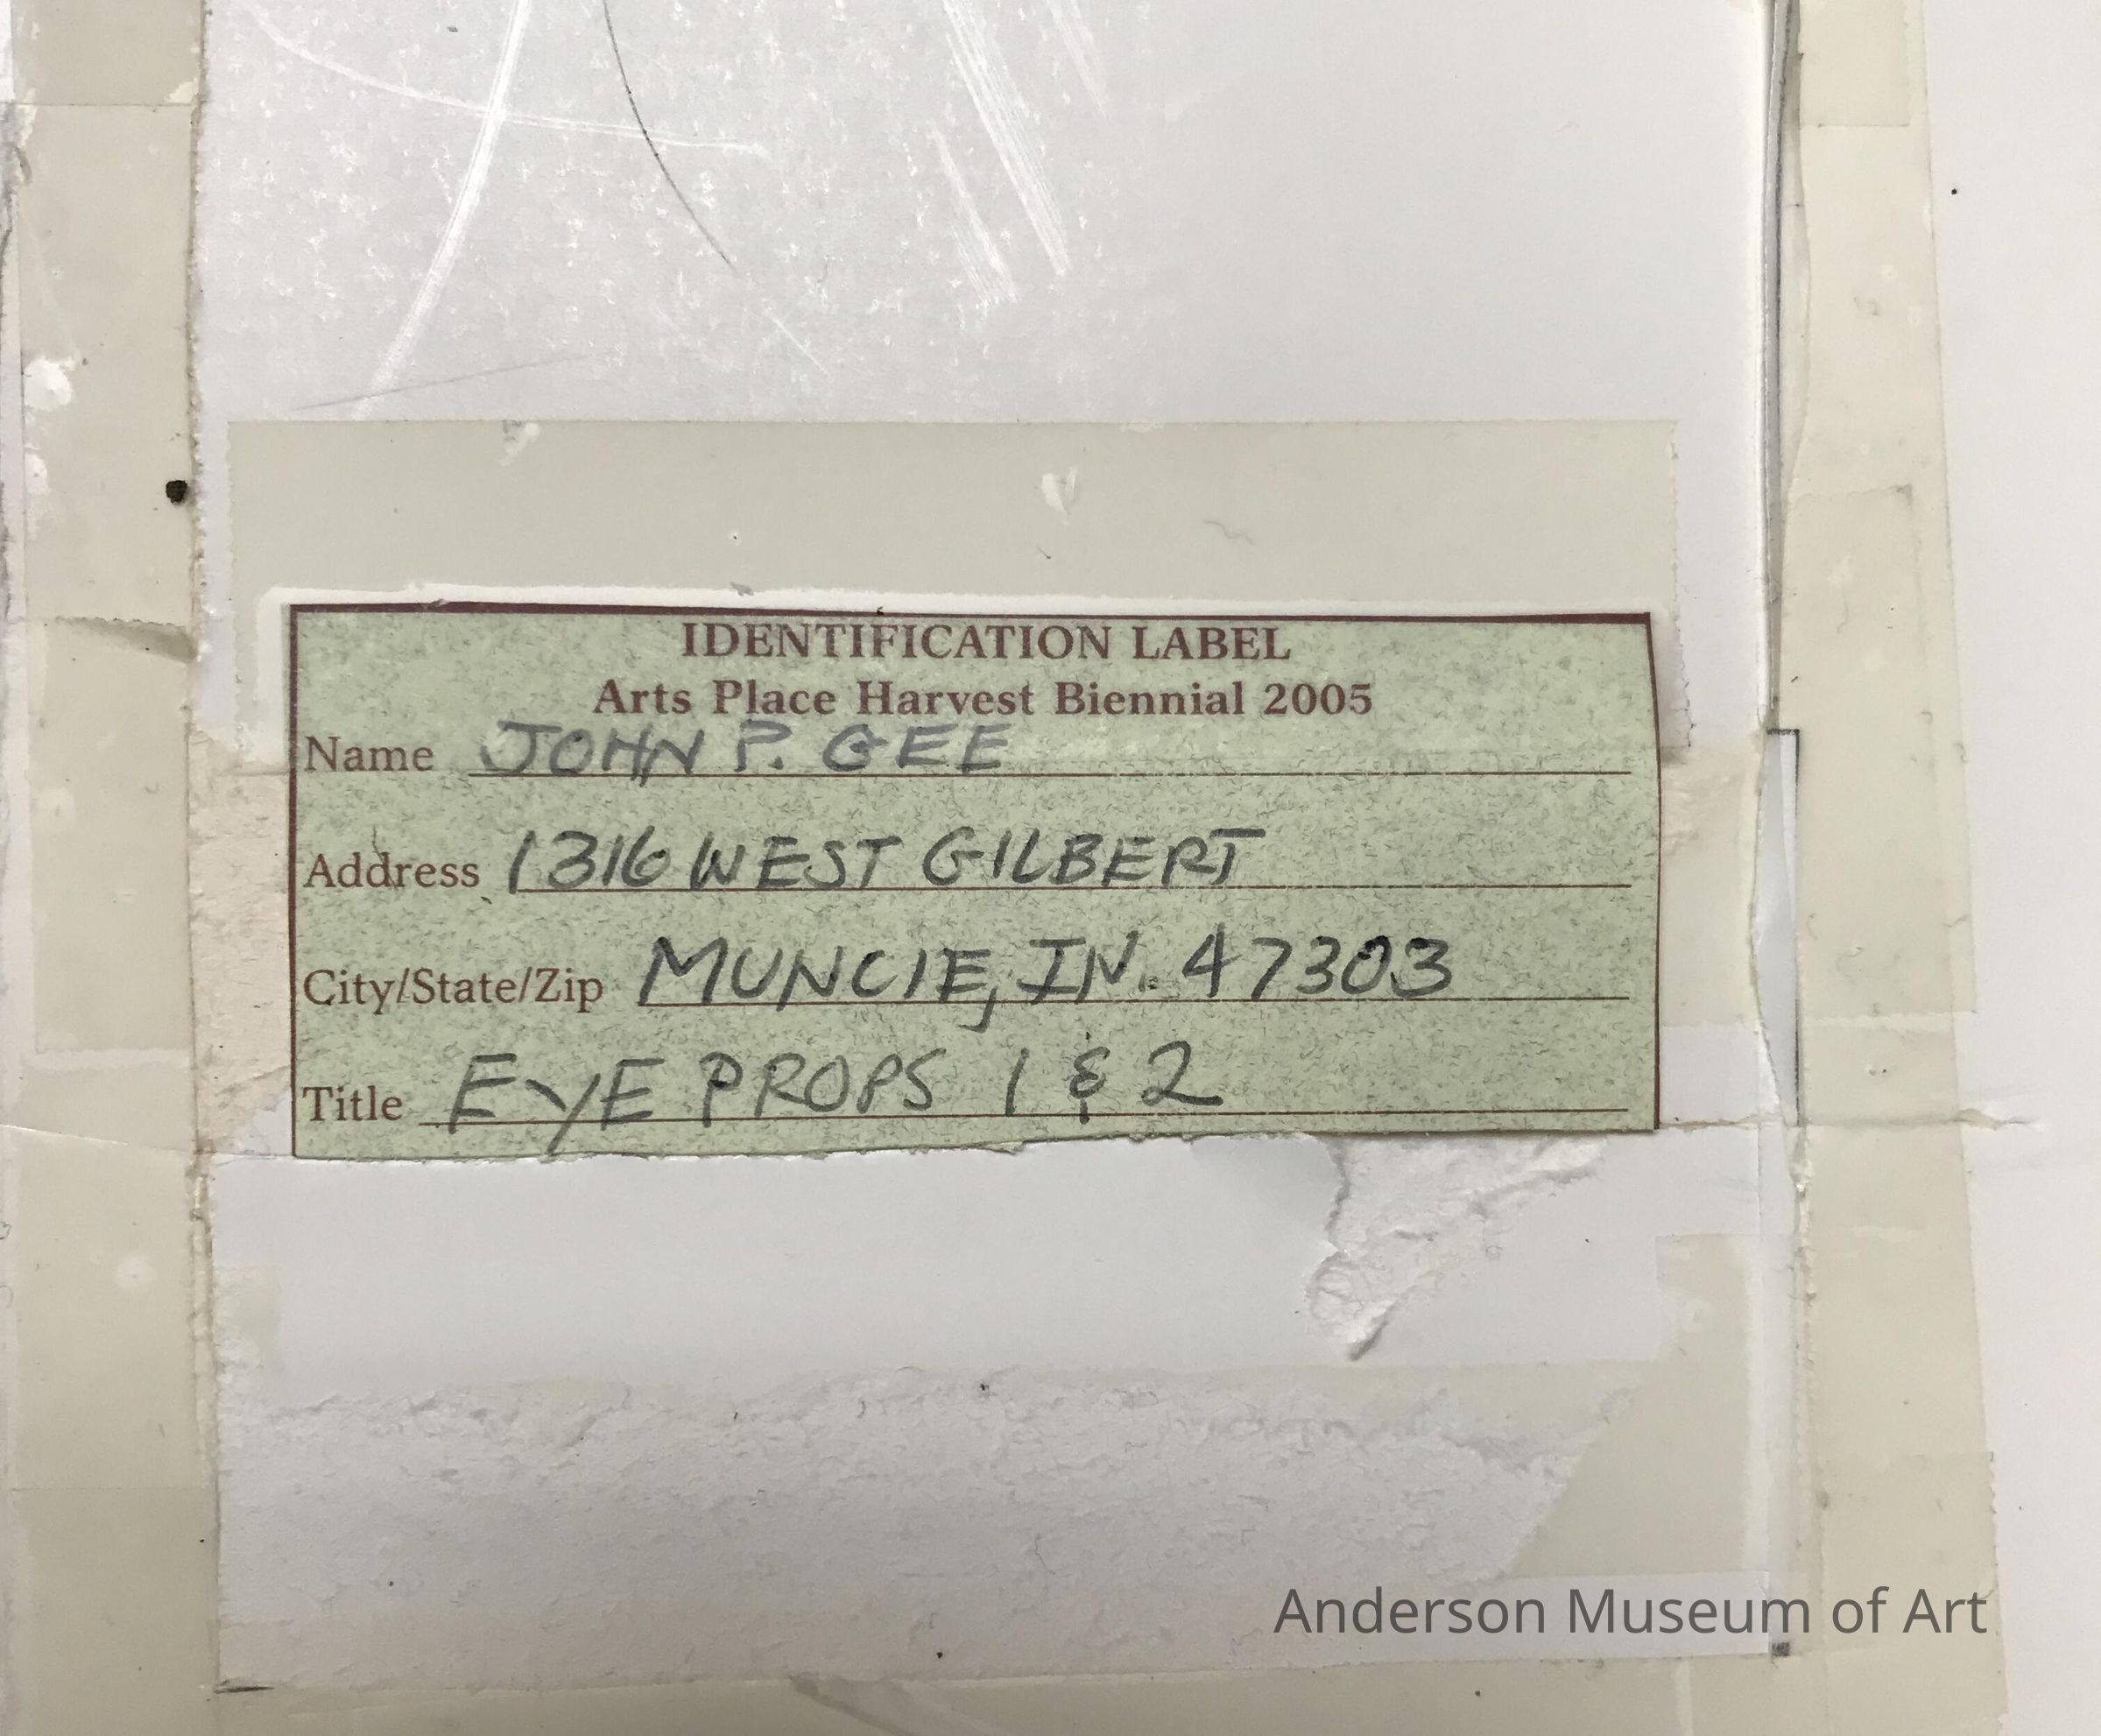 IDENTIFICATION LABEL
Arts Place Harvest Biennial 2005
Name JOHN P. GEE
Address 1316 WEST GILBERT
City/State/Zip MUNCIE, IN. 47303
Title EYE PROPS 1 & 2
Anderson Museum of Art